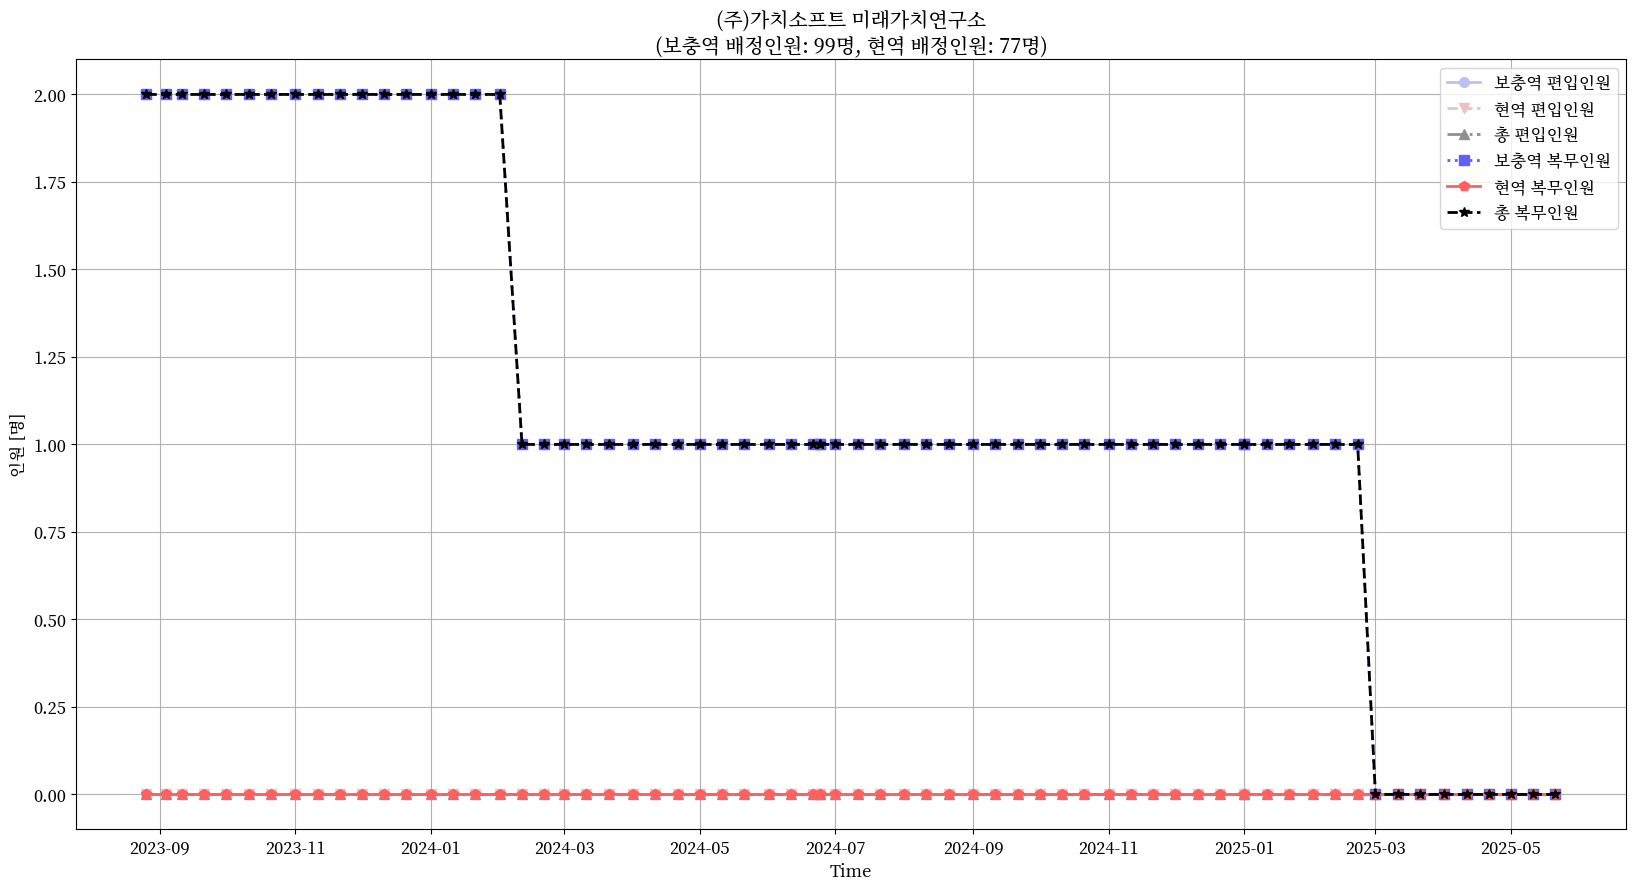 (주)가치소프트 미래가치연구소
(보충역 배정인원: 99명, 현역 배정인원: 77명)
보충역 편입인원
현역 편입인원
총 편입인원
보충역 복무인원
현역 복무인원
총 복무인원
인원 [명]
2.00
1.75
1.50
1.25
1.00
0.75
0.50
0.25
0.00
2023-09 2023-11 2024-01 2024-03 2024-05 2024-07 2024-09 2024-11 2025-01 2025-03 2025-05
Time